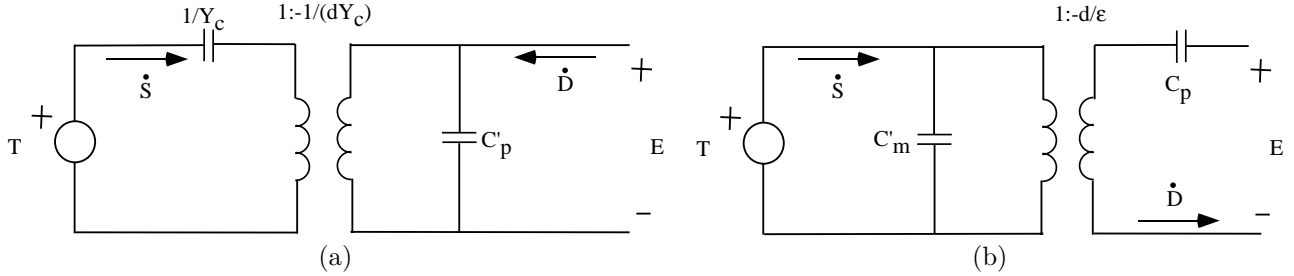 1/Y_c
1:-1/(dY_c)
Ṡ
Ḋ
+
+
T
C'_p
E
−
(a)
1:-d/ε
Ṡ
C_p
+
+
T
C'_m
E
Ḋ
−
(b)